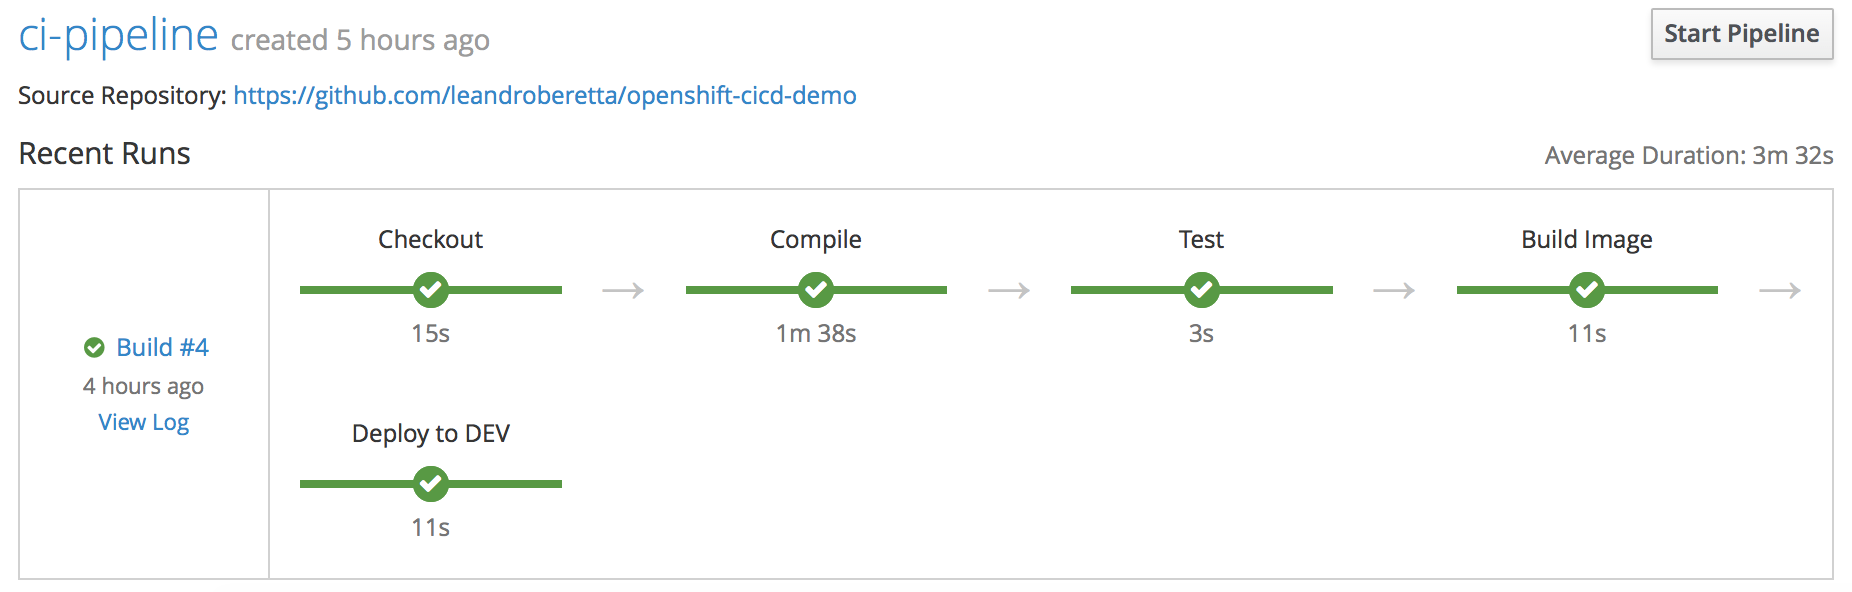 ci-pipeline created 5 hours ago
Start Pipeline
Source Repository: https://github.com/leandroberetta/openshift-cicd-demo
Recent Runs
Average Duration: 3m 32s
Build #4
4 hours ago
View Log
Checkout
15s
Compile
1m 38s
Test
3s
Build Image
11s
Deploy to DEV
11s